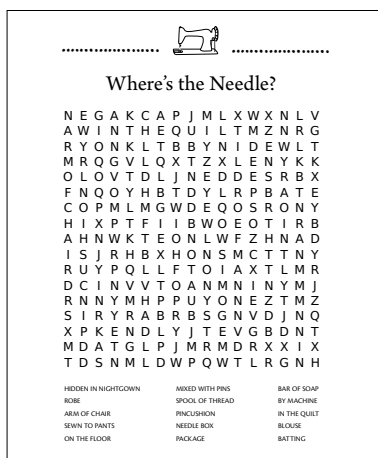 Where's the Needle?
N E G A K C A P J M L X W X N L V
A W I N T H E Q U I L T M Z N R G
R Y O N K L T B B Y N I D E W L T
M R Q G V L Q X T Z X L E N Y K K
O L O V T D L J N E D D E S R B X
F N Q O Y H B T D Y L R P B A T E
C O P M L M G W D E Q O S R O N Y
H I X P T F I I B W O E O T I R B
A H N W K T E O N L W F Z H N A D
I S J R H B X H O N S M C T T N Y
R U Y P Q L L F T O I A X T L M R
D C I N V V T O A N M N I N Y M J
R N N Y M H P P U Y O N E Z T M Z
S I R Y R A B R B S G N V D J N Q
X P K E N D L Y J T E V G B D N T
M D A T G L P J M R M D R X X I X
T D S N M L D W P Q W T L R G N H
HIDDEN IN NIGHTGOWN MIXED WITH PINS BAR OF SOAP
ROBE SPOOL OF THREAD BY MACHINE
ARM OF CHAIR PINCUSHION IN THE QUILT
SEWN TO PANTS NEEDLE BOX BLOUSE
ON THE FLOOR PACKAGE BATTING